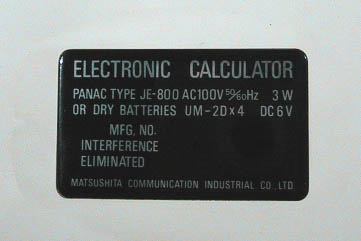 ELECTRONIC CALCULATOR
PANAC TYPE JE-800 AC100V 50/60Hz 3W
OR DRY BATTERIES UM-2D×4 DC6V
MFG, NO.
INTERFERENCE
ELIMINATED
MATSUSHITA COMMUNICATION INDUSTRIAL CO., LTD